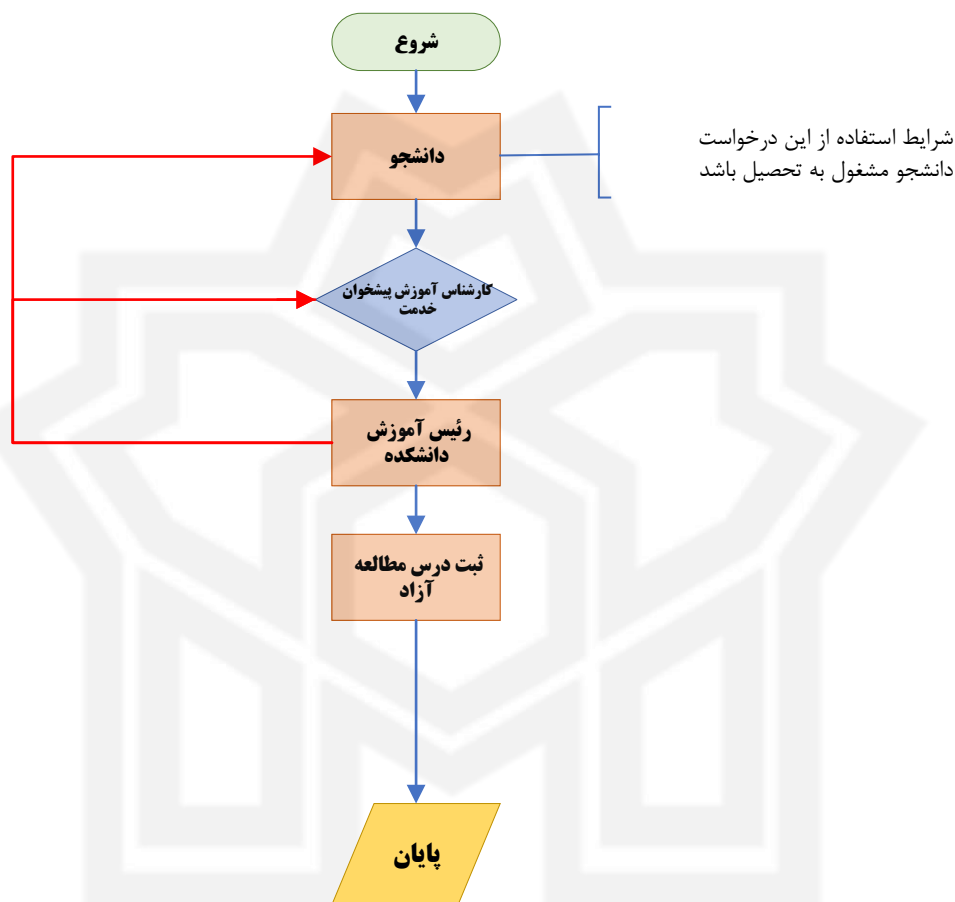 شروع
دانشجو
شرایط استفاده از این درخواست
دانشجو مشغول به تحصیل باشد
کارشناس آموزش پیشخوان
خدمت
رئیس آموزش
دانشکده
ثبت درس مطالعه
آزاد
پایان